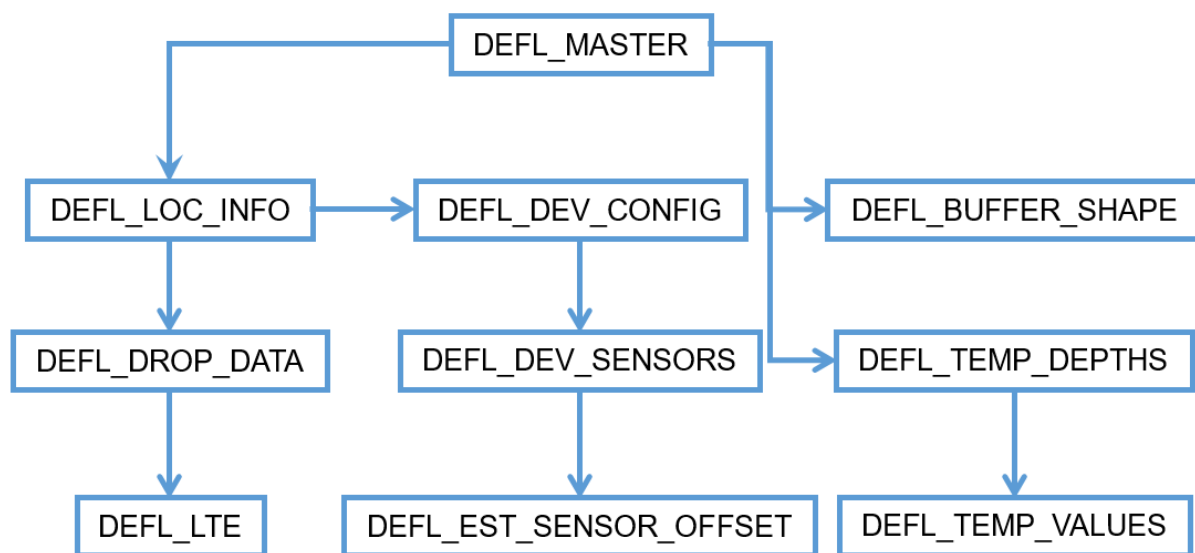 DEFL_MASTER
DEFL_LOC_INFO
DEFL_DEV_CONFIG
DEFL_BUFFER_SHAPE
DEFL_DROP_DATA
DEFL_DEV_SENSORS
DEFL_TEMP_DEPTHS
DEFL_LTE
DEFL_EST_SENSOR_OFFSET
DEFL_TEMP_VALUES